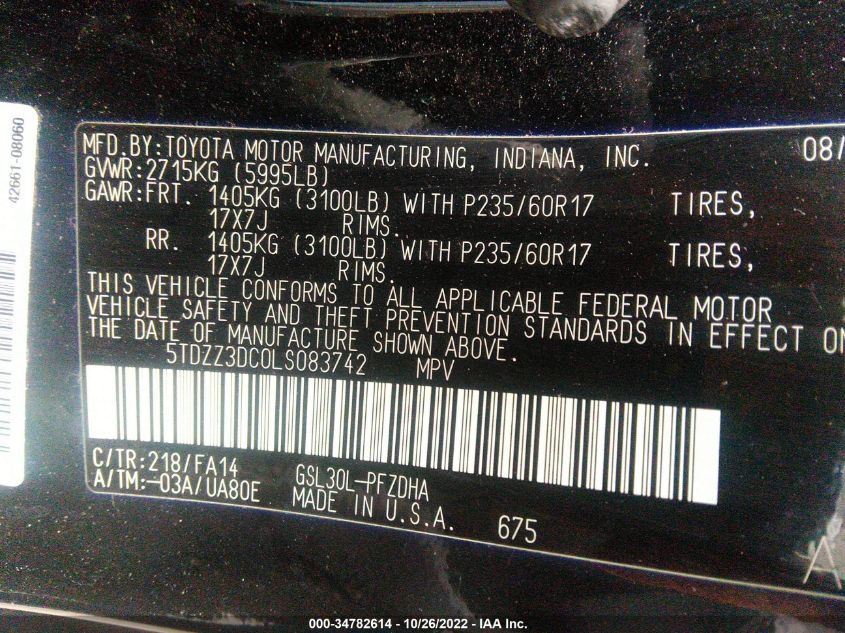 42661-08060
MFD.BY:TOYOTA MOTOR MANUFACTURING, INDIANA, INC. 08/
GVWR:2715KG (5995LB)
GAWR:FRT. 1405KG (3100LB) WITH P235/60R17 TIRES,
17X7J RIMS.
RR. 1405KG (3100LB) WITH P235/60R17 TIRES,
17X7J RIMS.
THIS VEHICLE CONFORMS TO ALL APPLICABLE FEDERAL MOTOR
VEHICLE SAFETY AND THEFT PREVENTION STANDARDS IN EFFECT ON
THE DATE OF MANUFACTURE SHOWN ABOVE.
5TDZZ3DC0LS083742 MPV
C/TR:218/FA14 GSL30L-PFZDHA
A/TM:-03A/UA80E MADE IN U.S.A. 675
A
000-34782614 - 10/26/2022 - IAA Inc.